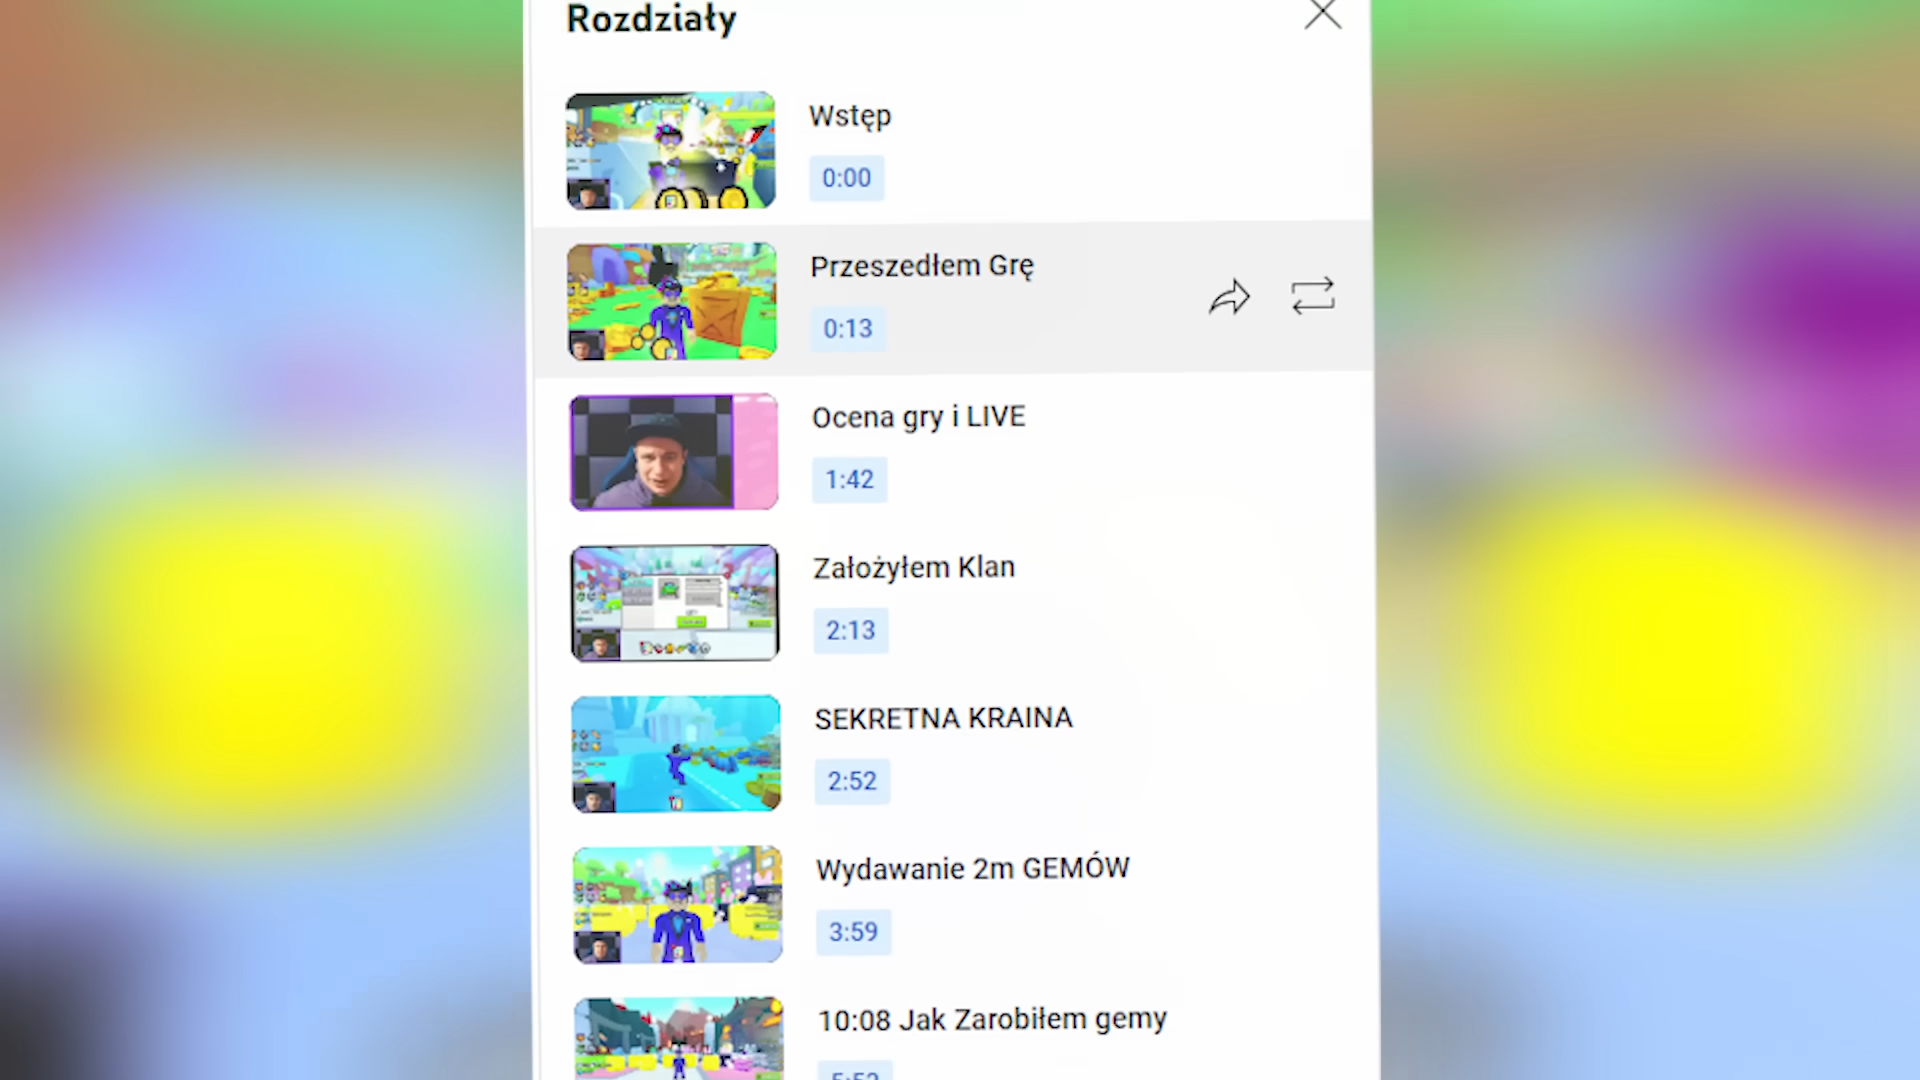 Rozdziały
Wstęp
0:00
Przeszedłem Grę
0:13
Ocena gry i LIVE
1:42
Założyłem Klan
2:13
SEKRETNA KRAINA
2:52
Wydawanie 2m GEMÓW
3:59
10:08 Jak Zarobiłem gemy